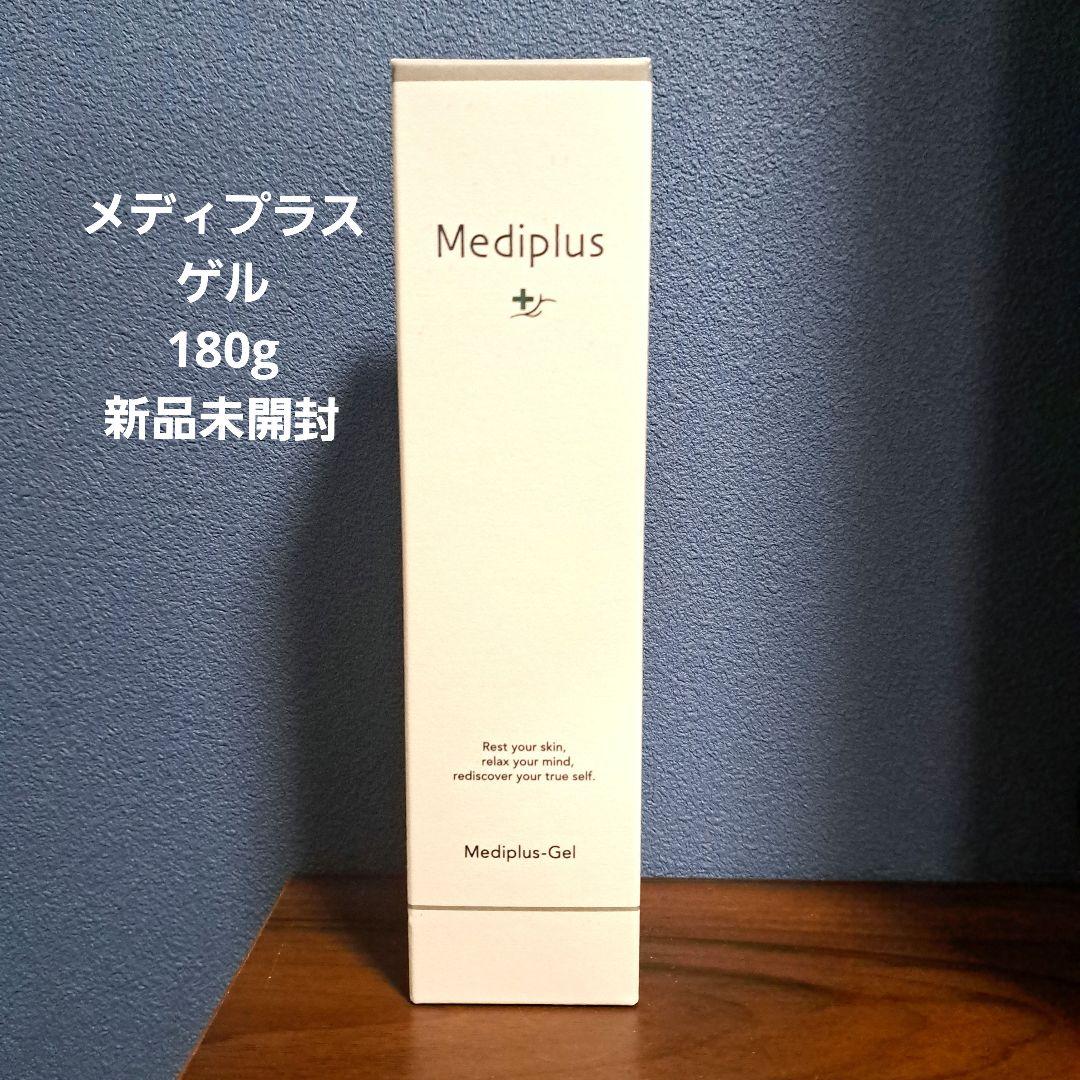 メディプラス
ゲル
180g
新品未開封
Mediplus
Rest your skin,
relax your mind,
rediscover your true self.
Mediplus-Gel